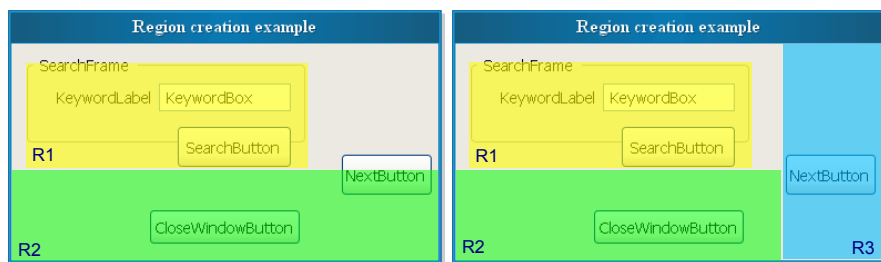 Region creation example
SearchFrame
KeywordLabel KeywordBox
SearchButton
R1
NextButton
CloseWindowButton
R2
Region creation example
SearchFrame
KeywordLabel KeywordBox
SearchButton
R1
NextButton
CloseWindowButton
R2
R3